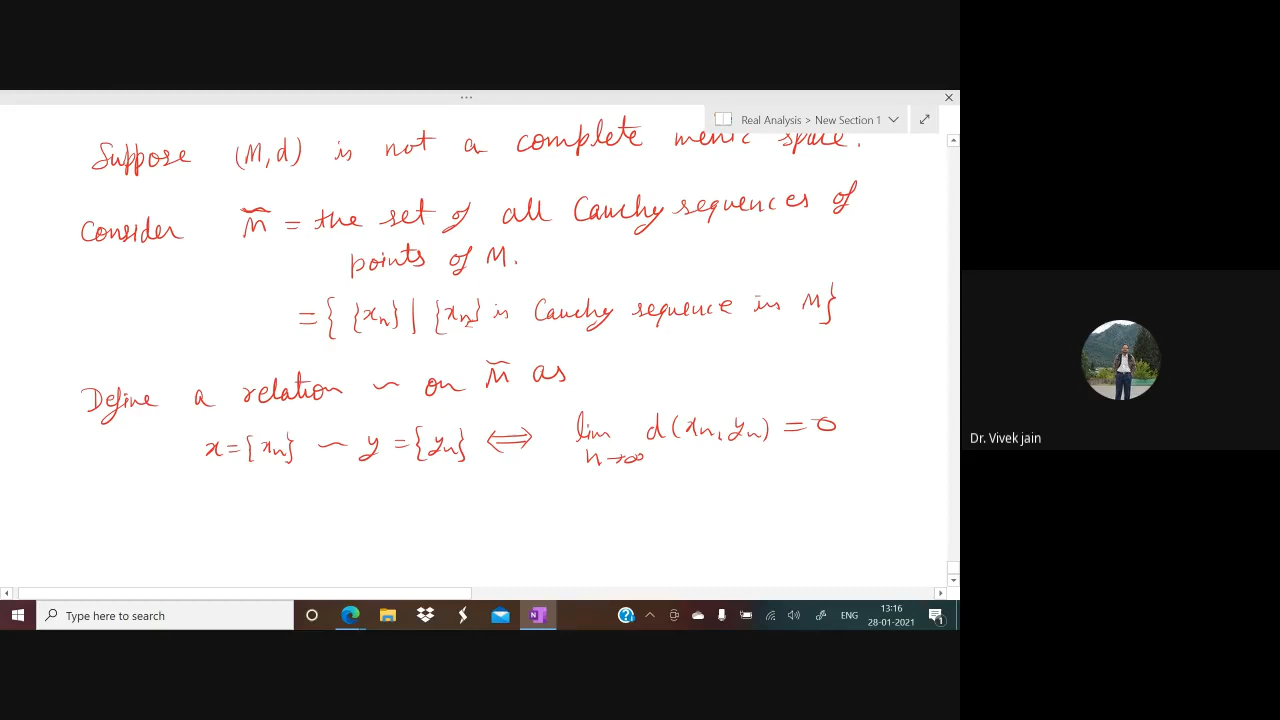 Real Analysis > New Section 1
Suppose (M,d) is not a complete metric space.
Consider M̃ = the set of all Cauchy sequences of
points of M.
= { {xₙ} | {xₙ} is Cauchy sequence in M}
Define a relation ~ on M̃ as
x = {xₙ} ~ y = {yₙ} ⟺ lim d(xₙ, yₙ) = 0
n→∞
Dr. Vivek jain
Type here to search
ENG
13:16
28-01-2021
1